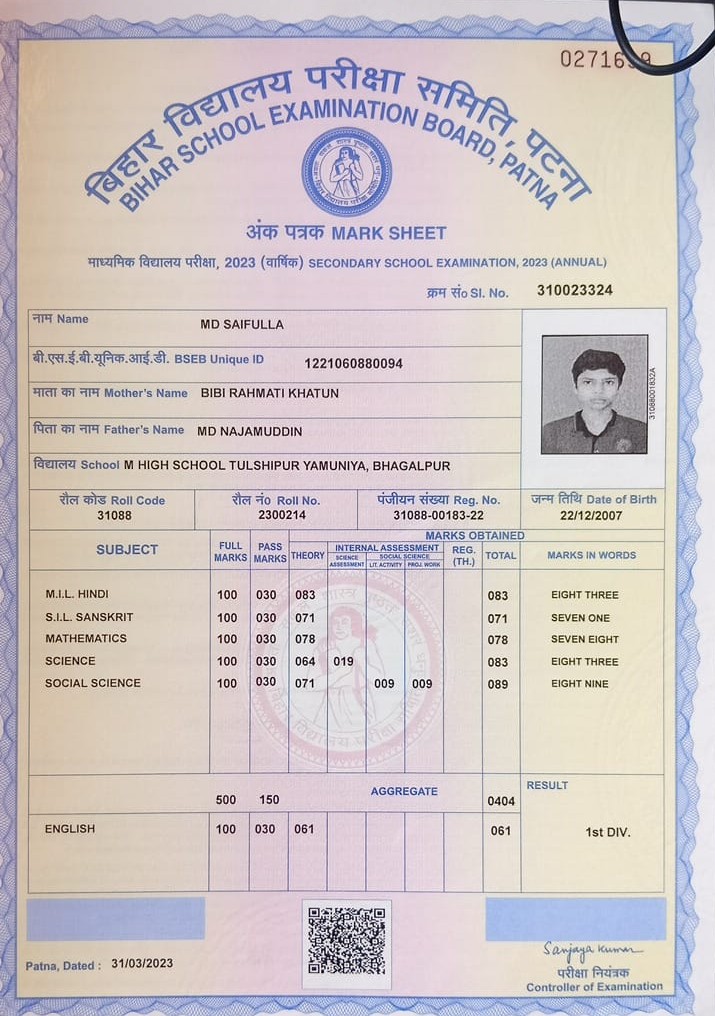 0271699
बिहार विद्यालय परीक्षा समिति, पटना
BIHAR SCHOOL EXAMINATION BOARD, PATNA
अंक पत्रक MARK SHEET
माध्यमिक विद्यालय परीक्षा, 2023 (वार्षिक) SECONDARY SCHOOL EXAMINATION, 2023 (ANNUAL)
क्रम सं० Sl. No. 310023324
नाम Name MD SAIFULLA
बी.एस.ई.बी.यूनिक.आई.डी. BSEB Unique ID 1221060880094
माता का नाम Mother's Name BIBI RAHMATI KHATUN
पिता का नाम Father's Name MD NAJAMUDDIN
विद्यालय School M HIGH SCHOOL TULSHIPUR YAMUNIYA, BHAGALPUR
310880001832A
रौल कोड Roll Code रौल नं० Roll No. पंजीयन संख्या Reg. No. जन्म तिथि Date of Birth
31088 2300214 31088-00183-22 22/12/2007
SUBJECT FULL MARKS PASS MARKS MARKS OBTAINED
THEORY INTERNAL ASSESSMENT REG. (TH.) TOTAL MARKS IN WORDS
SCIENCE ASSESSMENT SOCIAL SCIENCE
LIT. ACTIVITY PROJ. WORK
M.I.L. HINDI 100 030 083 083 EIGHT THREE
S.I.L. SANSKRIT 100 030 071 071 SEVEN ONE
MATHEMATICS 100 030 078 078 SEVEN EIGHT
SCIENCE 100 030 064 019 083 EIGHT THREE
SOCIAL SCIENCE 100 030 071 009 009 089 EIGHT NINE
500 150 AGGREGATE 0404 RESULT
ENGLISH 100 030 061 061 1st DIV.
Patna, Dated : 31/03/2023
Sanjaya Kumar
परीक्षा नियंत्रक
Controller of Examination